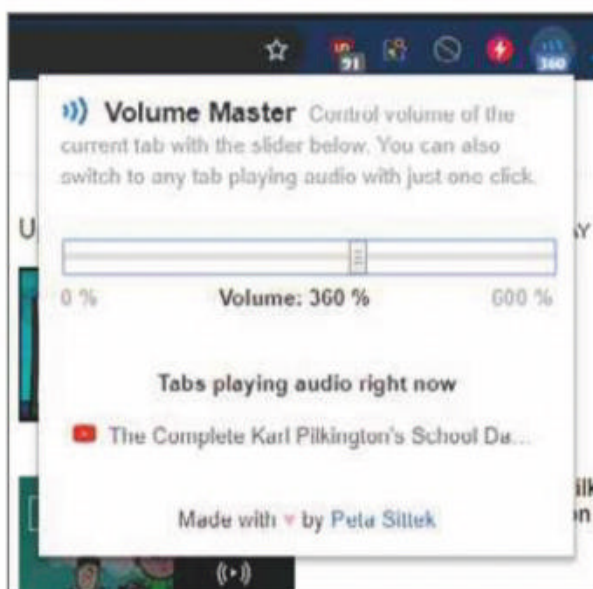 91
360
Volume Master Control volume of the
current tab with the slider below. You can also
switch to any tab playing audio with just one click.
0 %
Volume: 360 %
600 %
Tabs playing audio right now
The Complete Karl Pilkington's School Da...
Made with ♥ by Peta Sittek